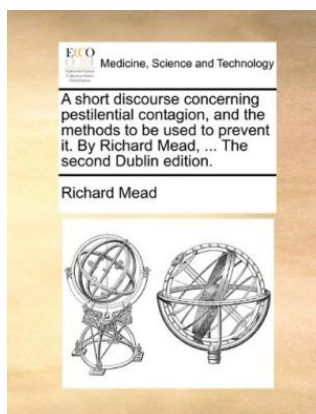 ECCO
Medicine, Science and Technology
A short discourse concerning
pestilential contagion, and the
methods to be used to prevent
it. By Richard Mead, ... The
second Dublin edition.
Richard Mead